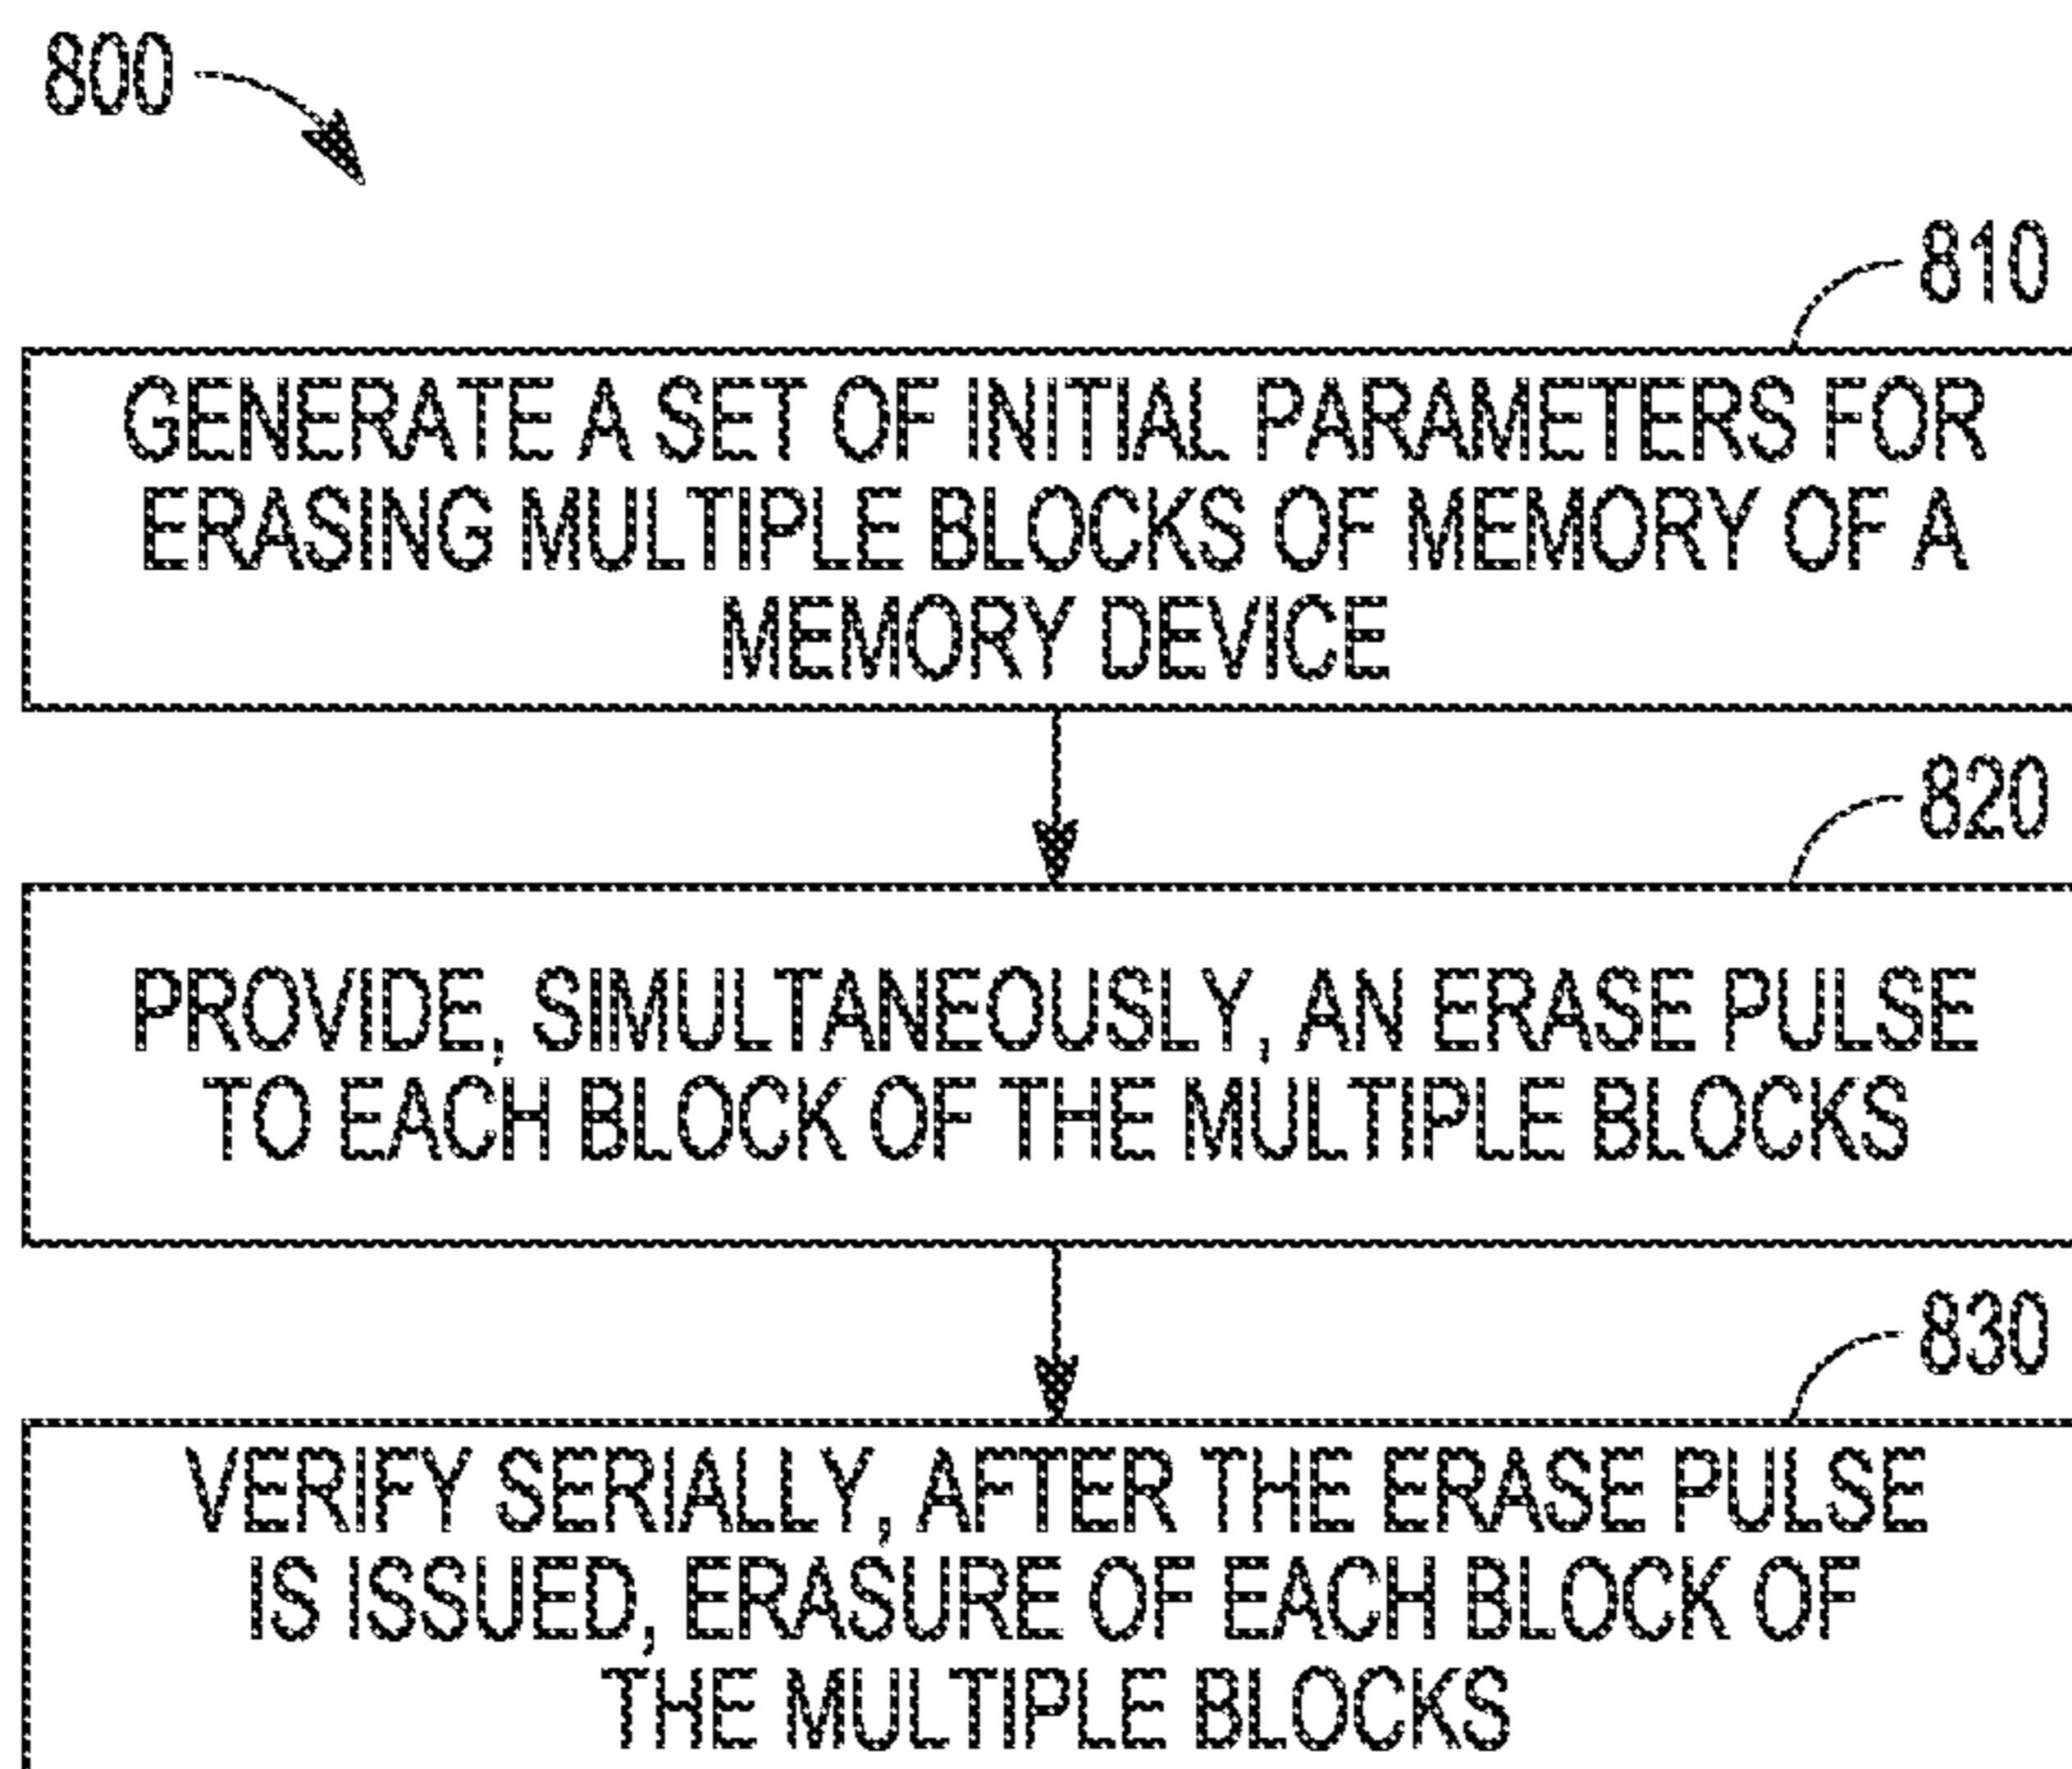 800
810
GENERATE A SET OF INITIAL PARAMETERS FOR
ERASING MULTIPLE BLOCKS OF MEMORY OF A
MEMORY DEVICE
820
PROVIDE, SIMULTANEOUSLY, AN ERASE PULSE
TO EACH BLOCK OF THE MULTIPLE BLOCKS
830
VERIFY SERIALLY, AFTER THE ERASE PULSE
IS ISSUED, ERASURE OF EACH BLOCK OF
THE MULTIPLE BLOCKS